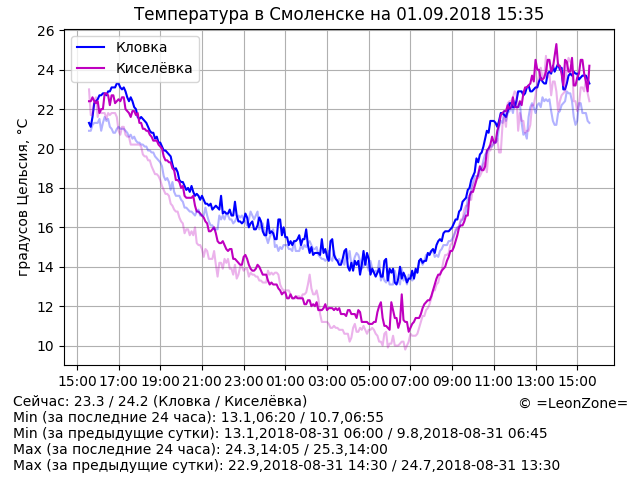 Температура в Смоленске на 01.09.2018 15:35
градусов Цельсия, °C
26
24
22
20
18
16
14
12
10
Кловка
Киселёвка
15:00 17:00 19:00 21:00 23:00 01:00 03:00 05:00 07:00 09:00 11:00 13:00 15:00
Сейчас: 23.3 / 24.2 (Кловка / Киселёвка)
© =LeonZone=
Min (за последние 24 часа): 13.1,06:20 / 10.7,06:55
Min (за предыдущие сутки): 13.1,2018-08-31 06:00 / 9.8,2018-08-31 06:45
Max (за последние 24 часа): 24.3,14:05 / 25.3,14:00
Max (за предыдущие сутки): 22.9,2018-08-31 14:30 / 24.7,2018-08-31 13:30